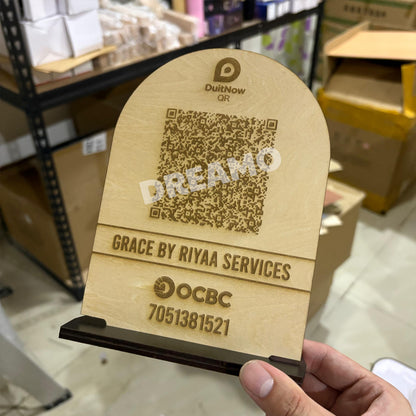 DuitNow
QR
DREAMO
GRACE BY RIYAA SERVICES
OCBC
7051381521